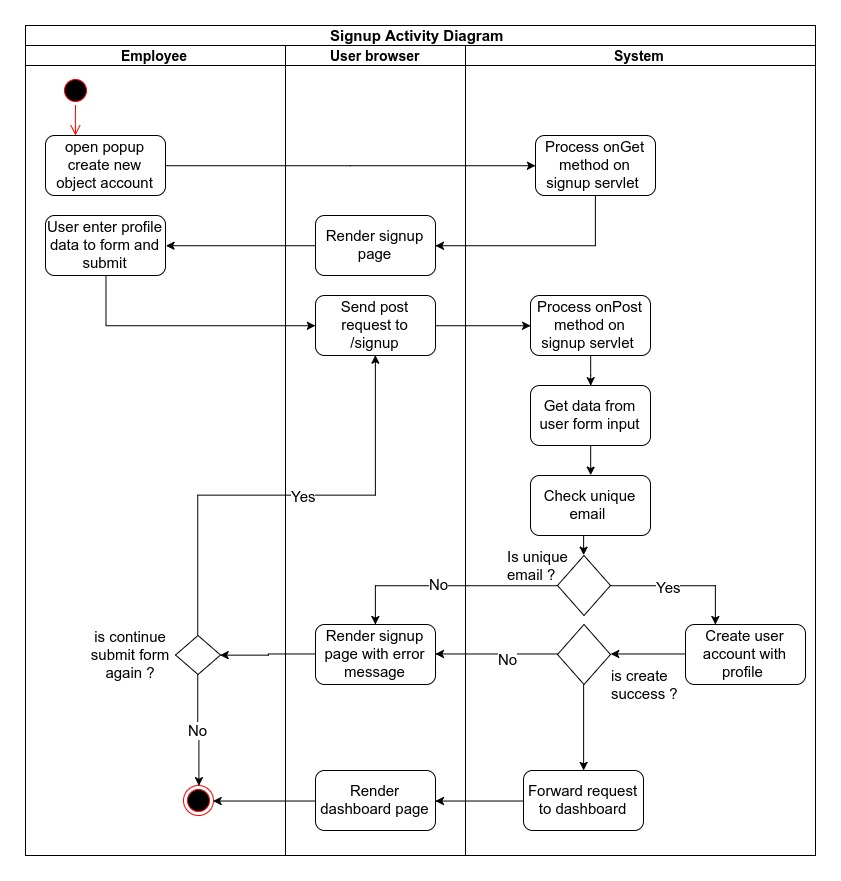 Signup Activity Diagram
Employee
User browser
System
open popup
create new
object account
Process onGet
method on
signup servlet
User enter profile
data to form and
submit
Render signup
page
Send post
request to
/signup
Process onPost
method on
signup servlet
Get data from
user form input
Check unique
email
Yes
Is unique
email ?
No
Yes
is continue
submit form
again ?
Render signup
page with error
message
No
is create
success ?
Create user
account with
profile
No
Render
dashboard page
Forward request
to dashboard